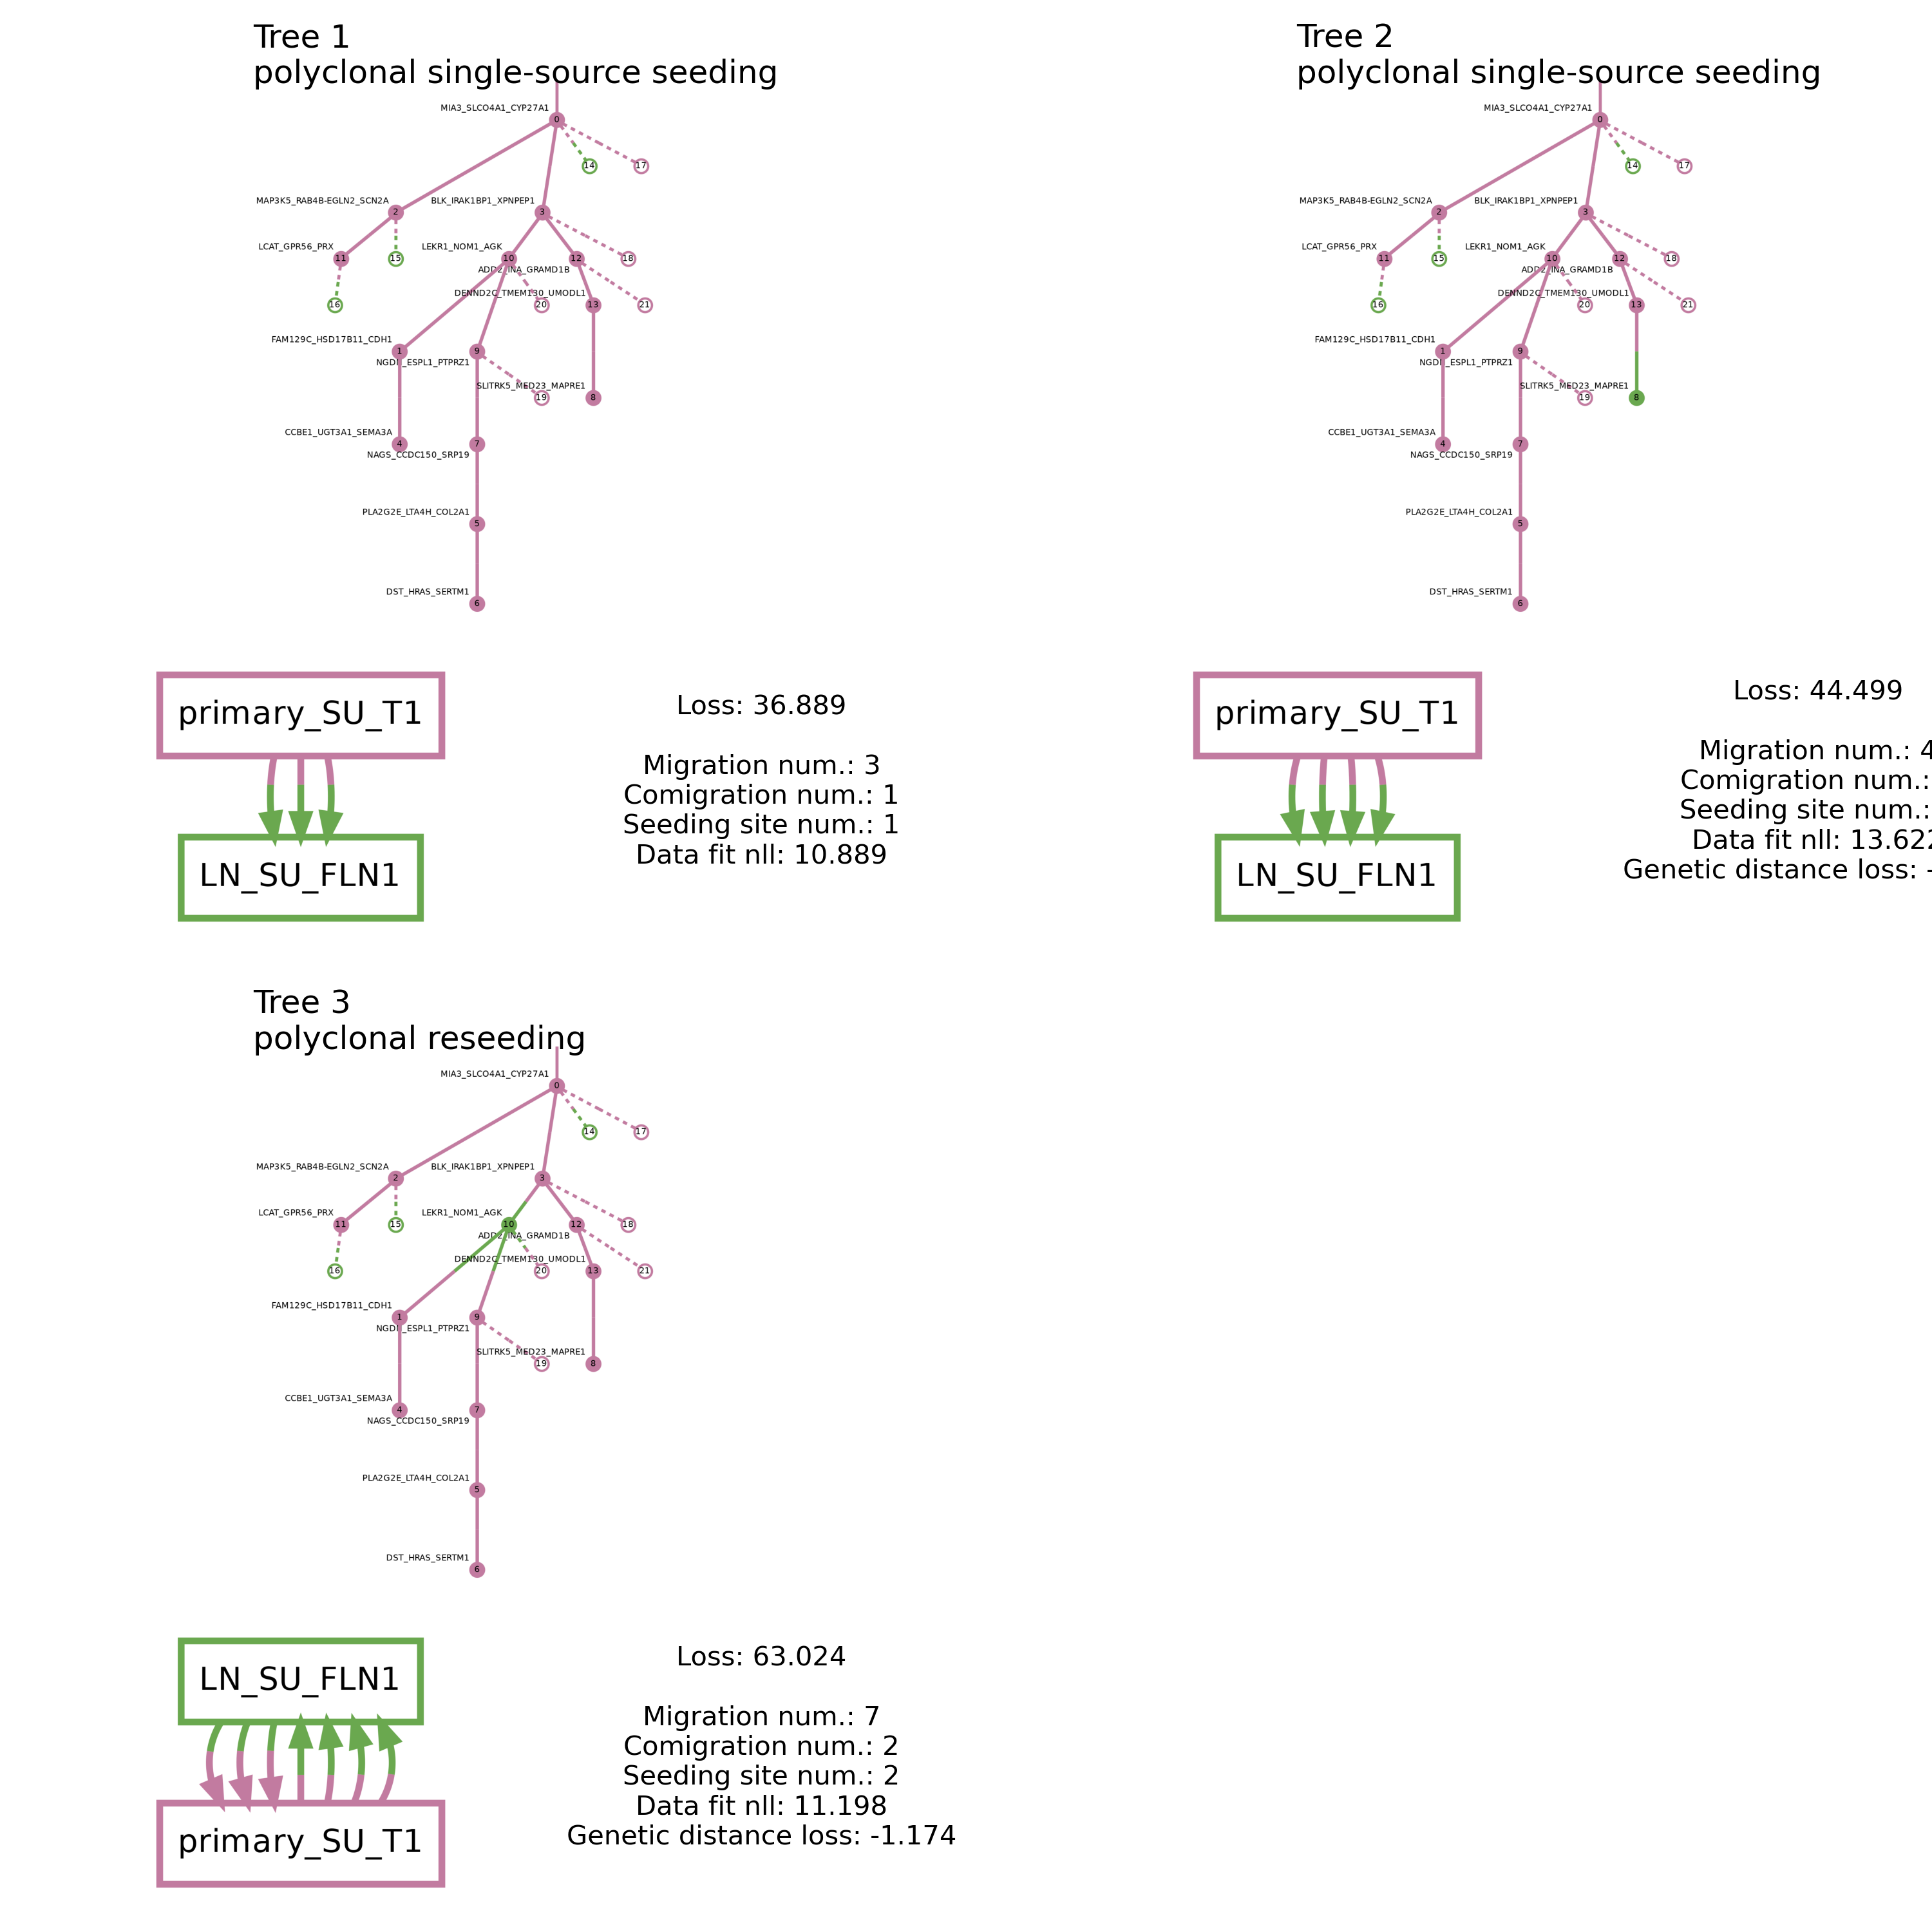 Tree 1
polyclonal single-source seeding
MIA3_SLCO4A1_CYP27A1
0
14
17
MAP3K5_RAB4B-EGLN2_SCN2A
2
BLK_IRAK1BP1_XPNPEP1
3
LCAT_GPR56_PRX
11
15
LEKR1_NOM1_AGK
10
12
18
ADD2_INA_GRAMD1B
DENND2C_TMEM130_UMODL1
16
20
13
21
FAM129C_HSD17B11_CDH1
1
9
ESPL1_PTPRZ1
SLITRK5_MED23_MAPRE1
19
8
CCBE1_UGT3A1_SEMA3A
4
7
NAGS_CCDC150_SRP19
PLA2G2E_LTA4H_COL2A1
5
DST_HRAS_SERTM1
6
primary_SU_T1
LN_SU_FLN1
Loss: 36.889
Migration num.: 3
Comigration num.: 1
Seeding site num.: 1
Data fit nll: 10.889
Tree 2
polyclonal single-source seeding
MIA3_SLCO4A1_CYP27A1
0
14
17
MAP3K5_RAB4B-EGLN2_SCN2A
2
BLK_IRAK1BP1_XPNPEP1
3
LCAT_GPR56_PRX
11
15
LEKR1_NOM1_AGK
10
12
18
ADD2_INA_GRAMD1B
DENND2C_TMEM130_UMODL1
16
20
13
21
FAM129C_HSD17B11_CDH1
1
9
ESPL1_PTPRZ1
SLITRK5_MED23_MAPRE1
19
8
CCBE1_UGT3A1_SEMA3A
4
7
NAGS_CCDC150_SRP19
PLA2G2E_LTA4H_COL2A1
5
DST_HRAS_SERTM1
6
primary_SU_T1
LN_SU_FLN1
Loss: 44.499
Migration num.: 4
Comigration num.:
Seeding site num.:
Data fit nll: 13.622
Genetic distance loss: -
Tree 3
polyclonal reseeding
MIA3_SLCO4A1_CYP27A1
0
14
17
MAP3K5_RAB4B-EGLN2_SCN2A
2
BLK_IRAK1BP1_XPNPEP1
3
LCAT_GPR56_PRX
11
15
LEKR1_NOM1_AGK
10
12
18
ADD2_INA_GRAMD1B
DENND2C_TMEM130_UMODL1
16
20
13
21
FAM129C_HSD17B11_CDH1
1
9
ESPL1_PTPRZ1
SLITRK5_MED23_MAPRE1
19
8
CCBE1_UGT3A1_SEMA3A
4
7
NAGS_CCDC150_SRP19
PLA2G2E_LTA4H_COL2A1
5
DST_HRAS_SERTM1
6
LN_SU_FLN1
primary_SU_T1
Loss: 63.024
Migration num.: 7
Comigration num.: 2
Seeding site num.: 2
Data fit nll: 11.198
Genetic distance loss: -1.174